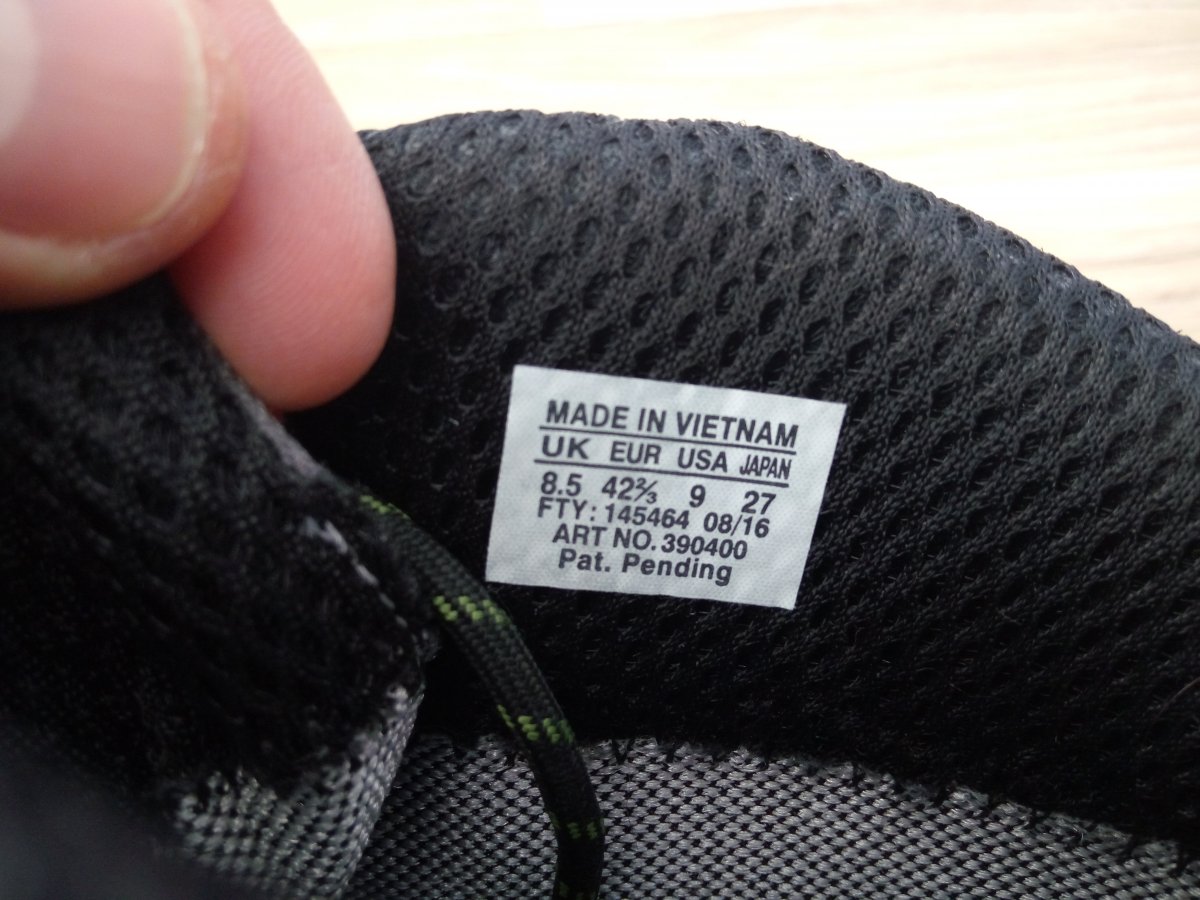 MADE IN VIETNAM
UK EUR USA JAPAN
8.5 42⅔ 9 27
FTY: 145464 08/16
ART NO. 390400
Pat. Pending